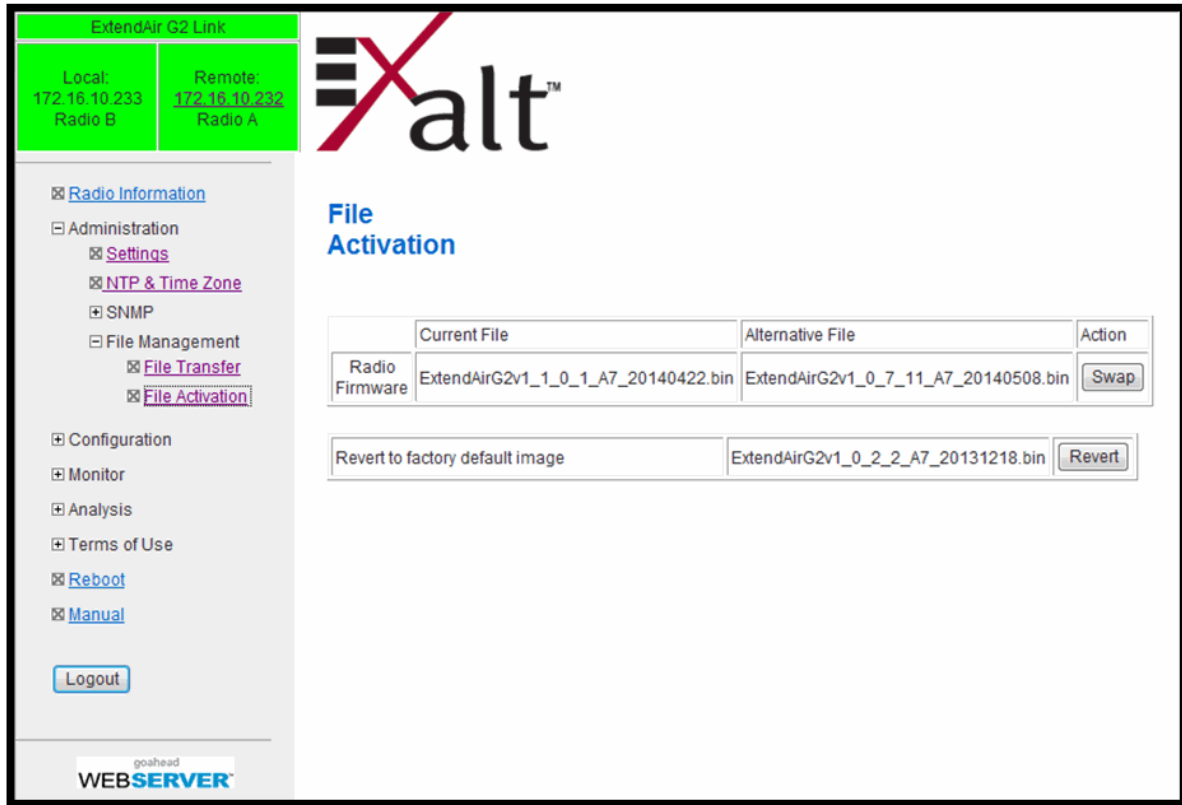 ExtendAir G2 Link
Local:
172.16.10.233
Radio B
Remote:
172.16.10.232
Radio A
EXalt™
Radio Information
Administration
Settings
NTP & Time Zone
SNMP
File Management
File Transfer
File Activation
Configuration
Monitor
Analysis
Terms of Use
Reboot
Manual
Logout
goahead
WEBSERVER™
File
Activation
Current File
Alternative File
Action
Radio
Firmware
ExtendAirG2v1_1_0_1_A7_20140422.bin
ExtendAirG2v1_0_7_11_A7_20140508.bin
Swap
Revert to factory default image
ExtendAirG2v1_0_2_2_A7_20131218.bin
Revert